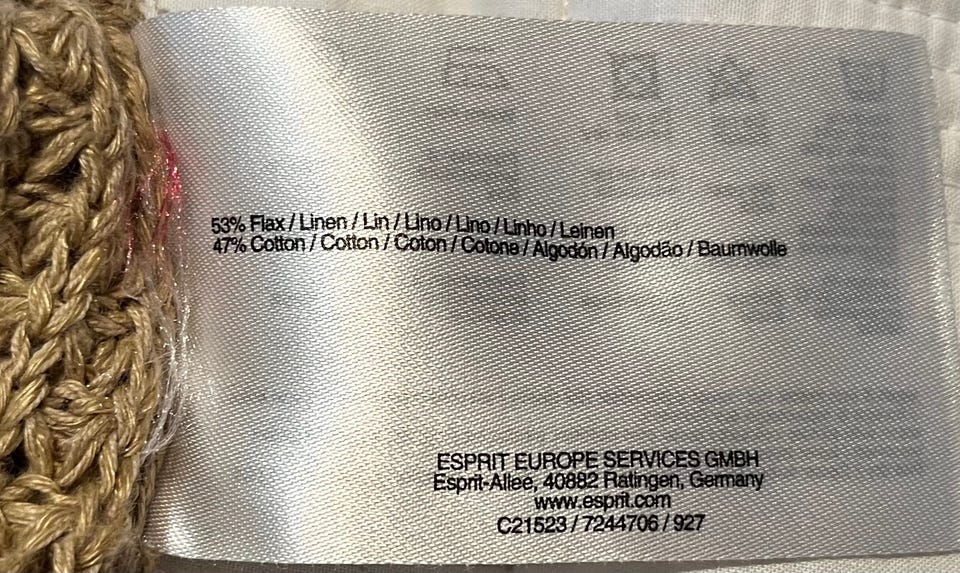 53% Flax / Linen / Lin / Lino / Lino / Linho / Leinen
47% Cotton / Cotton / Coton / Cotone / Algodón / Algodão / Baumwolle
ESPRIT EUROPE SERVICES GMBH
Esprit-Allee, 40882 Ratingen, Germany
www.esprit.com
C21523 / 7244706 / 927